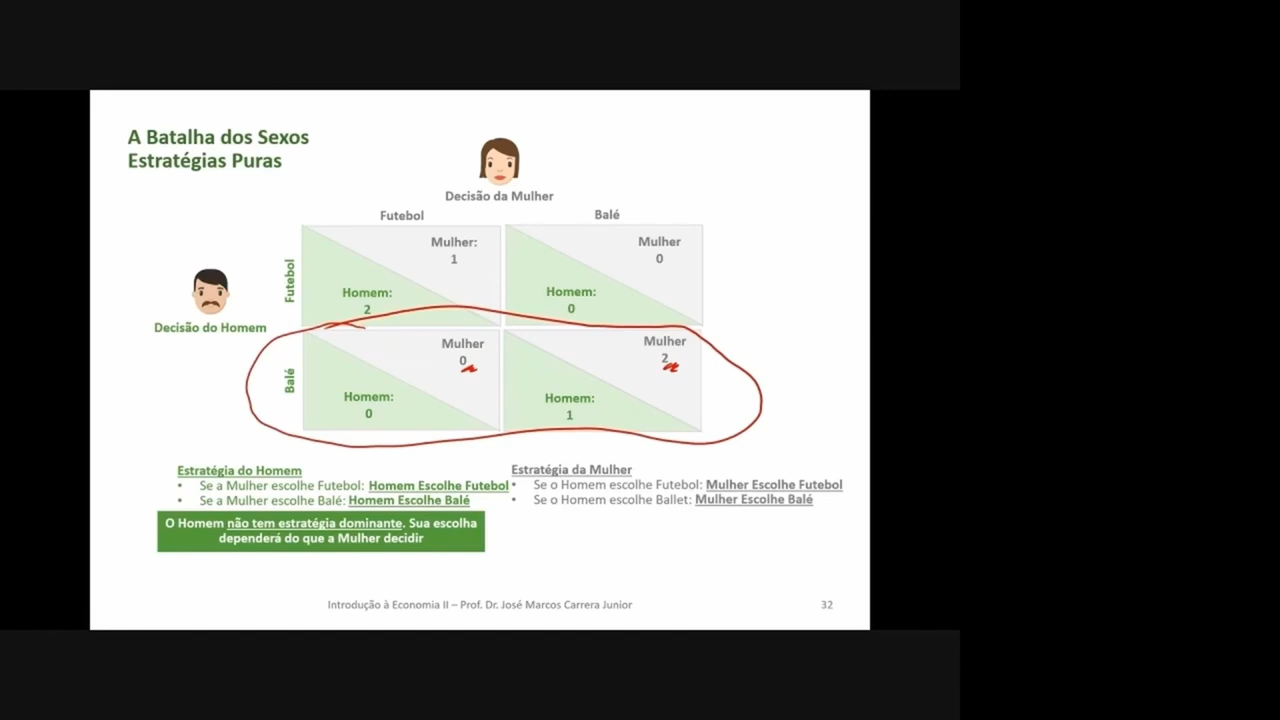 A Batalha dos Sexos
Estratégias Puras
Decisão da Mulher
Futebol
Balé
Mulher:
1
Mulher
0
Futebol
Homem:
2
Homem:
0
Decisão do Homem
Mulher
0
Mulher
2
Balé
Homem:
0
Homem:
1
Estratégia do Homem
• Se a Mulher escolhe Futebol: Homem Escolhe Futebol
• Se a Mulher escolhe Balé: Homem Escolhe Balé
O Homem não tem estratégia dominante. Sua escolha
dependerá do que a Mulher decidir
Estratégia da Mulher
• Se o Homem escolhe Futebol: Mulher Escolhe Futebol
• Se o Homem escolhe Ballet: Mulher Escolhe Balé
Introdução à Economia II – Prof. Dr. José Marcos Carrera Junior
32